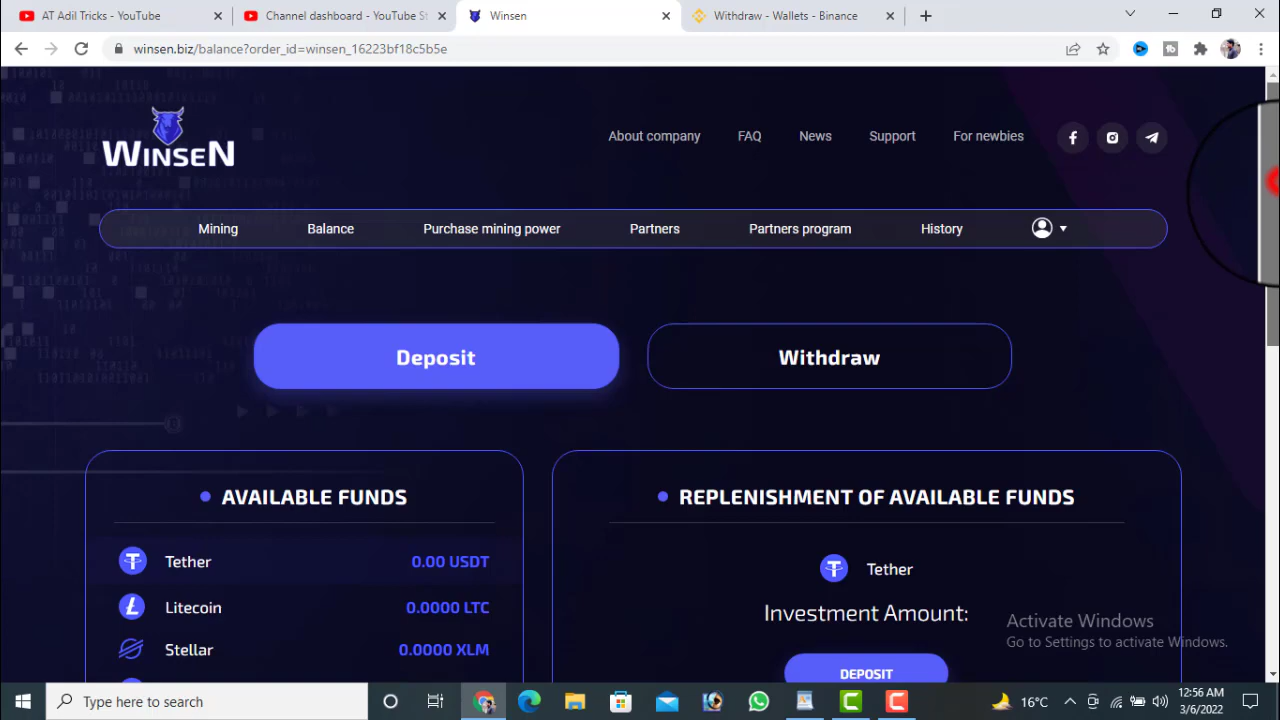 AT Adil Tricks - YouTube
Channel dashboard - YouTube St
Winsen
Withdraw - Wallets - Binance
winsen.biz/balance?order_id=winsen_16223bf18c5b5e
WINSEN
About company
FAQ
News
Support
For newbies
Mining
Balance
Purchase mining power
Partners
Partners program
History
Deposit
Withdraw
AVAILABLE FUNDS
REPLENISHMENT OF AVAILABLE FUNDS
Tether 0.00 USDT
Tether
Litecoin 0.0000 LTC
Investment Amount:
Stellar 0.0000 XLM
DEPOSIT
Activate Windows
Go to Settings to activate Windows.
Type here to search
16°C
12:56 AM
3/6/2022